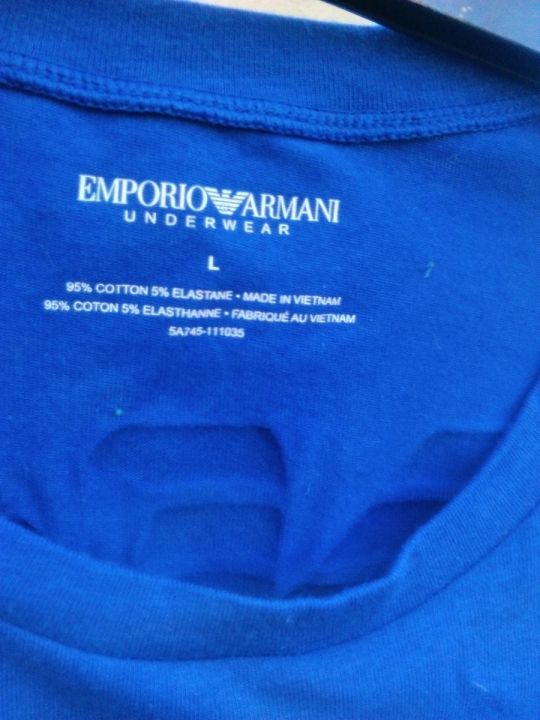 EMPORIO ARMANI
UNDERWEAR
L
95% COTTON 5% ELASTANE • MADE IN VIETNAM
95% COTON 5% ELASTHANNE • FABRIQUÉ AU VIETNAM
5A745-111035